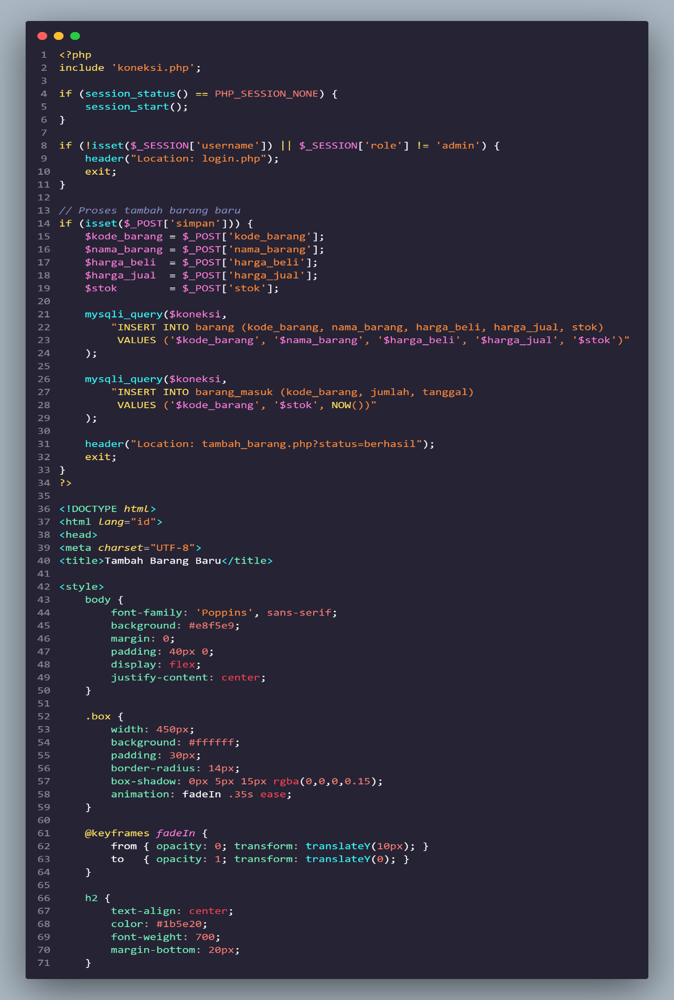 1 <?php
2 include 'koneksi.php';
3
4 if (session_status() == PHP_SESSION_NONE) {
5     session_start();
6 }
7
8 if (!isset($_SESSION['username']) || $_SESSION['role'] != 'admin') {
9     header("Location: login.php");
10     exit;
11 }
12
13 // Proses tambah barang baru
14 if (isset($_POST['simpan'])) {
15     $kode_barang = $_POST['kode_barang'];
16     $nama_barang = $_POST['nama_barang'];
17     $harga_beli  = $_POST['harga_beli'];
18     $harga_jual  = $_POST['harga_jual'];
19     $stok        = $_POST['stok'];
20
21     mysqli_query($koneksi,
22         "INSERT INTO barang (kode_barang, nama_barang, harga_beli, harga_jual, stok)
23          VALUES ('$kode_barang', '$nama_barang', '$harga_beli', '$harga_jual', '$stok')"
24     );
25
26     mysqli_query($koneksi,
27         "INSERT INTO barang_masuk (kode_barang, jumlah, tanggal)
28          VALUES ('$kode_barang', '$stok', NOW())"
29     );
30
31     header("Location: tambah_barang.php?status=berhasil");
32     exit;
33 }
34 ?>
35
36 <!DOCTYPE html>
37 <html lang="id">
38 <head>
39 <meta charset="UTF-8">
40 <title>Tambah Barang Baru</title>
41
42 <style>
43     body {
44         font-family: 'Poppins', sans-serif;
45         background: #e8f5e9;
46         margin: 0;
47         padding: 40px 0;
48         display: flex;
49         justify-content: center;
50     }
51
52     .box {
53         width: 450px;
54         background: #ffffff;
55         padding: 30px;
56         border-radius: 14px;
57         box-shadow: 0px 5px 15px rgba(0,0,0,0.15);
58         animation: fadeIn .35s ease;
59     }
60
61     @keyframes fadeIn {
62         from { opacity: 0; transform: translateY(10px); }
63         to   { opacity: 1; transform: translateY(0); }
64     }
65
66     h2 {
67         text-align: center;
68         color: #1b5e20;
69         font-weight: 700;
70         margin-bottom: 20px;
71     }